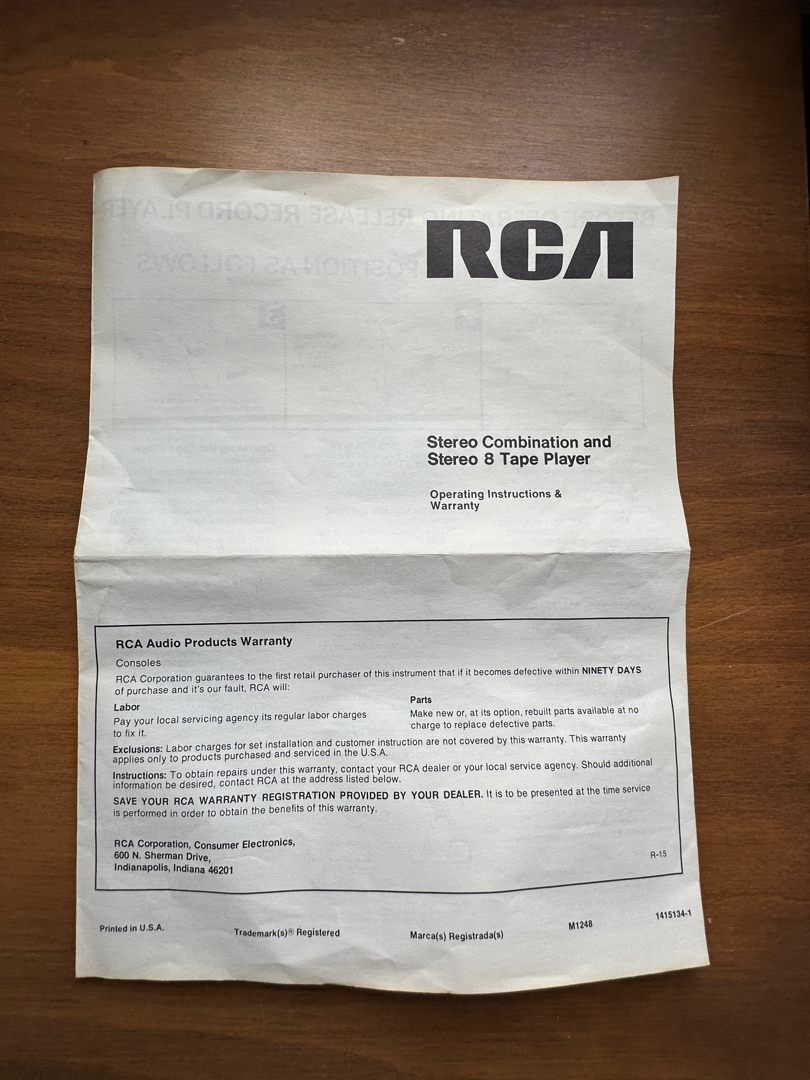 RCA
Stereo Combination and
Stereo 8 Tape Player
Operating Instructions &
Warranty
RCA Audio Products Warranty
Consoles
RCA Corporation guarantees to the first retail purchaser of this instrument that if it becomes defective within NINETY DAYS
of purchase and it's our fault, RCA will:
Labor
Pay your local servicing agency its regular labor charges
to fix it.
Parts
Make new or, at its option, rebuilt parts available at no
charge to replace defective parts.
Exclusions: Labor charges for set installation and customer instruction are not covered by this warranty. This warranty
applies only to products purchased and serviced in the U.S.A.
Instructions: To obtain repairs under this warranty, contact your RCA dealer or your local service agency. Should additional
information be desired, contact RCA at the address listed below.
SAVE YOUR RCA WARRANTY REGISTRATION PROVIDED BY YOUR DEALER. It is to be presented at the time service
is performed in order to obtain the benefits of this warranty.
RCA Corporation, Consumer Electronics,
600 N. Sherman Drive,
Indianapolis, Indiana 46201
R-15
Printed in U.S.A. Trademark(s)® Registered Marca(s) Registrada(s) M1248 1415134-1
RECORD PLAYER
RELEASE
POSITION AS FOLLOWS